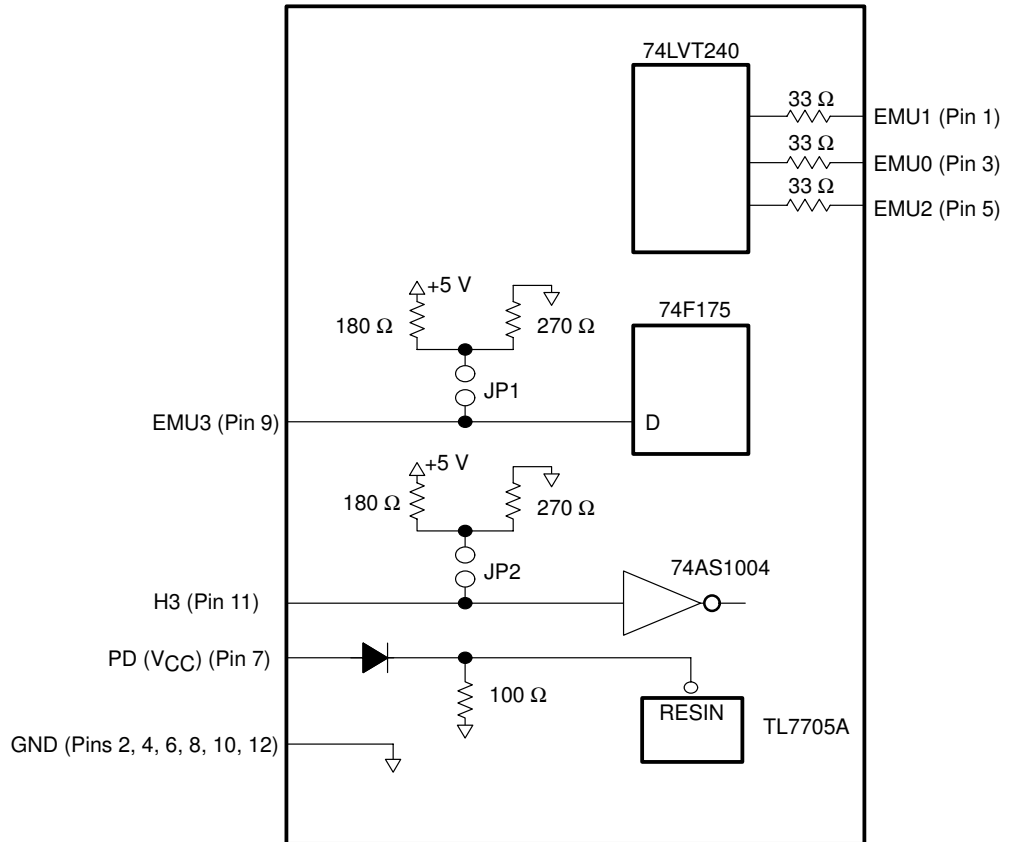 74LVT240
33 Ω
EMU1 (Pin 1)
33 Ω
EMU0 (Pin 3)
33 Ω
EMU2 (Pin 5)
+5 V
180 Ω
270 Ω
74F175
JP1
EMU3 (Pin 9)
D
+5 V
180 Ω
270 Ω
JP2
74AS1004
H3 (Pin 11)
PD (VCC) (Pin 7)
100 Ω
RESIN
TL7705A
GND (Pins 2, 4, 6, 8, 10, 12)